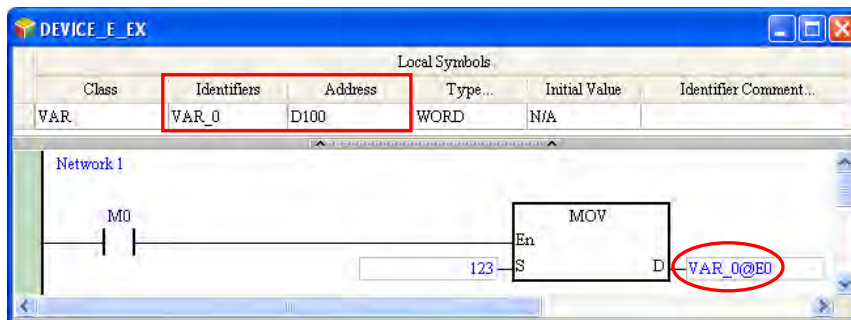 DEVICE_E_EX
Local Symbols
Class Identifiers Address Type... Initial Value Identifier Comment...
VAR VAR_0 D100 WORD N/A
Network 1
M0 MOV
En
123 S D VAR_0@E0